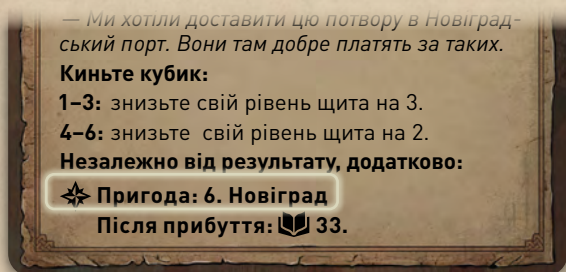 — Ми хотіли доставити цю потвору в Новіград-
ський порт. Вони там добре платять за таких.
Киньте кубик:
1–3: знизьте свій рівень щита на 3.
4–6: знизьте свій рівень щита на 2.
Незалежно від результату, додатково:
Пригода: 6. Новіград
Після прибуття: 33.